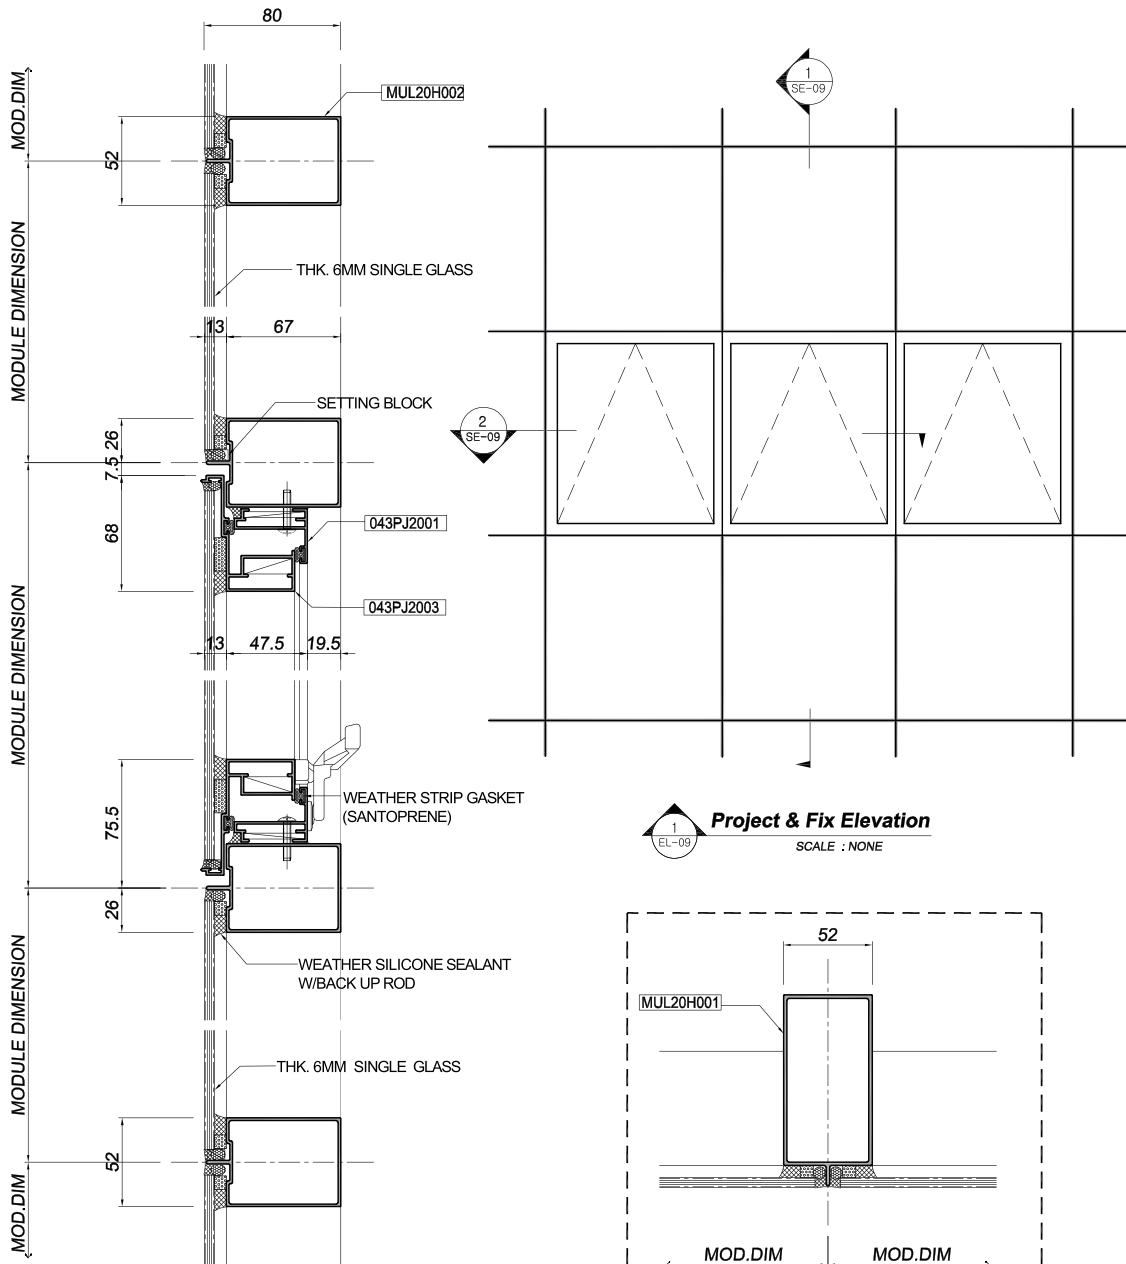 80
MOD.DIM
MUL20H002
52
MODULE DIMENSION
THK. 6MM SINGLE GLASS
13
67
SETTING BLOCK
26
7.5
68
043PJ2001
043PJ2003
MODULE DIMENSION
13
47.5
19.5
75.5
WEATHER STRIP GASKET
(SANTOPRENE)
26
WEATHER SILICONE SEALANT
W/BACK UP ROD
MODULE DIMENSION
THK. 6MM SINGLE GLASS
52
MOD.DIM
1
SE-09
2
SE-09
1
EL-09
Project & Fix Elevation
SCALE : NONE
52
MUL20H001
MOD.DIM
MOD.DIM